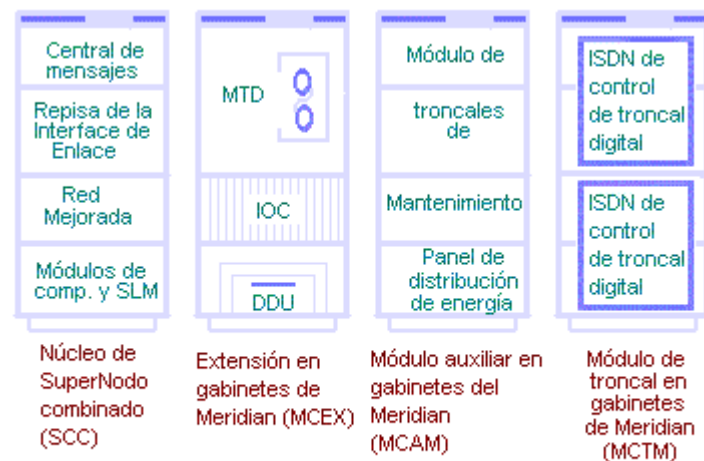 Central de
mensajes
Repisa de la
Interface de
Enlace
Red
Mejorada
Módulos de
comp. y SLM
Núcleo de
SuperNodo
combinado
(SCC)
MTD
IOC
DDU
Extensión en
gabinetes de
Meridian (MCEX)
Módulo de
troncales
de
Mantenimiento
Panel de
distribución
de energía
Módulo auxiliar en
gabinetes del
Meridian
(MCAM)
ISDN de
control
de troncal
digital
ISDN de
control
de troncal
digital
Módulo de
troncal en
gabinetes
de Meridian
(MCTM)